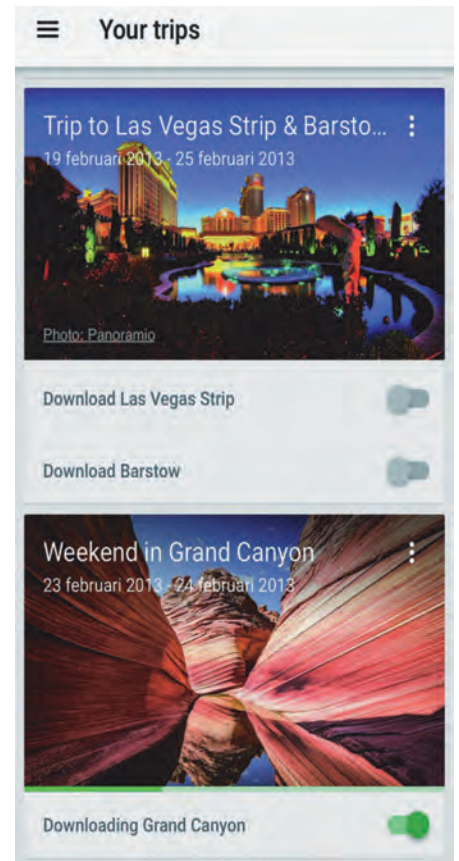 Your trips
Trip to Las Vegas Strip & Barsto...
19 februari 2013 - 25 februari 2013
Photo: Panoramio
Download Las Vegas Strip
Download Barstow
Weekend in Grand Canyon
23 februari 2013 - 24 februari 2013
Downloading Grand Canyon